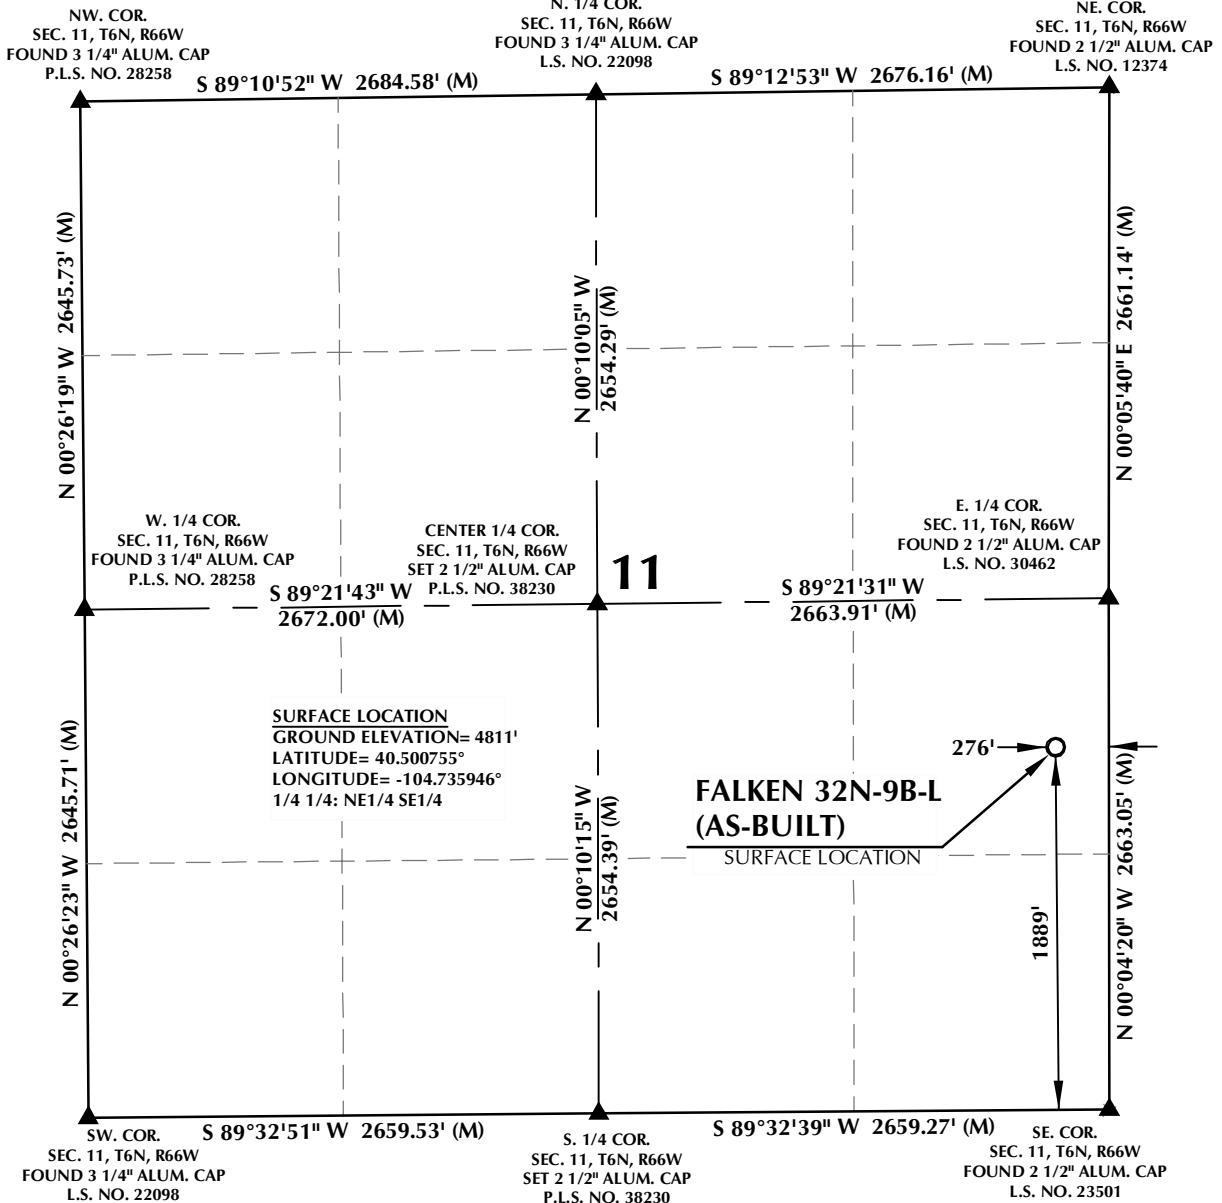 NW. COR.
SEC. 11, T6N, R66W
FOUND 3 1/4" ALUM. CAP
P.L.S. NO. 28258
N. 1/4 COR.
SEC. 11, T6N, R66W
FOUND 3 1/4" ALUM. CAP
L.S. NO. 22098
NE. COR.
SEC. 11, T6N, R66W
FOUND 2 1/2" ALUM. CAP
L.S. NO. 12374
S 89°10'52" W 2684.58' (M)
S 89°12'53" W 2676.16' (M)
N 00°26'19" W 2645.73' (M)
N 00°10'05" W
2654.29' (M)
N 00°05'40" E 2661.14' (M)
W. 1/4 COR.
SEC. 11, T6N, R66W
FOUND 3 1/4" ALUM. CAP
P.L.S. NO. 28258
CENTER 1/4 COR.
SEC. 11, T6N, R66W
SET 2 1/2" ALUM. CAP
P.L.S. NO. 38230
11
E. 1/4 COR.
SEC. 11, T6N, R66W
FOUND 2 1/2" ALUM. CAP
L.S. NO. 30462
S 89°21'43" W
2672.00' (M)
S 89°21'31" W
2663.91' (M)
SURFACE LOCATION
GROUND ELEVATION= 4811'
LATITUDE= 40.500755°
LONGITUDE= -104.735946°
1/4 1/4: NE1/4 SE1/4
276'
FALKEN 32N-9B-L
(AS-BUILT)
SURFACE LOCATION
1889'
N 00°26'23" W 2645.71' (M)
N 00°10'15" W
2654.39' (M)
N 00°04'20" W 2663.05' (M)
S 89°32'51" W 2659.53' (M)
S 89°32'39" W 2659.27' (M)
SW. COR.
SEC. 11, T6N, R66W
FOUND 3 1/4" ALUM. CAP
L.S. NO. 22098
S. 1/4 COR.
SEC. 11, T6N, R66W
SET 2 1/2" ALUM. CAP
P.L.S. NO. 38230
SE. COR.
SEC. 11, T6N, R66W
FOUND 2 1/2" ALUM. CAP
L.S. NO. 23501